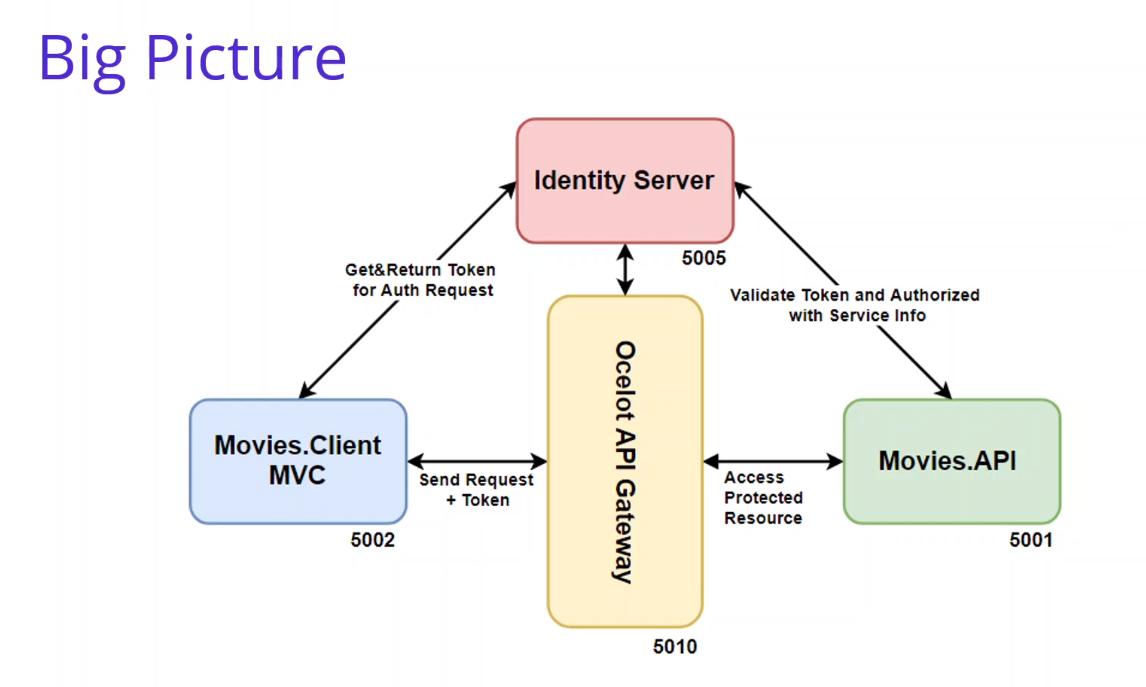 Big Picture
Identity Server
5005
Get&Return Token
for Auth Request
Validate Token and Authorized
with Service Info
Ocelot API Gateway
Movies.Client
MVC
Movies.API
Send Request
+ Token
Access
Protected
Resource
5002
5001
5010